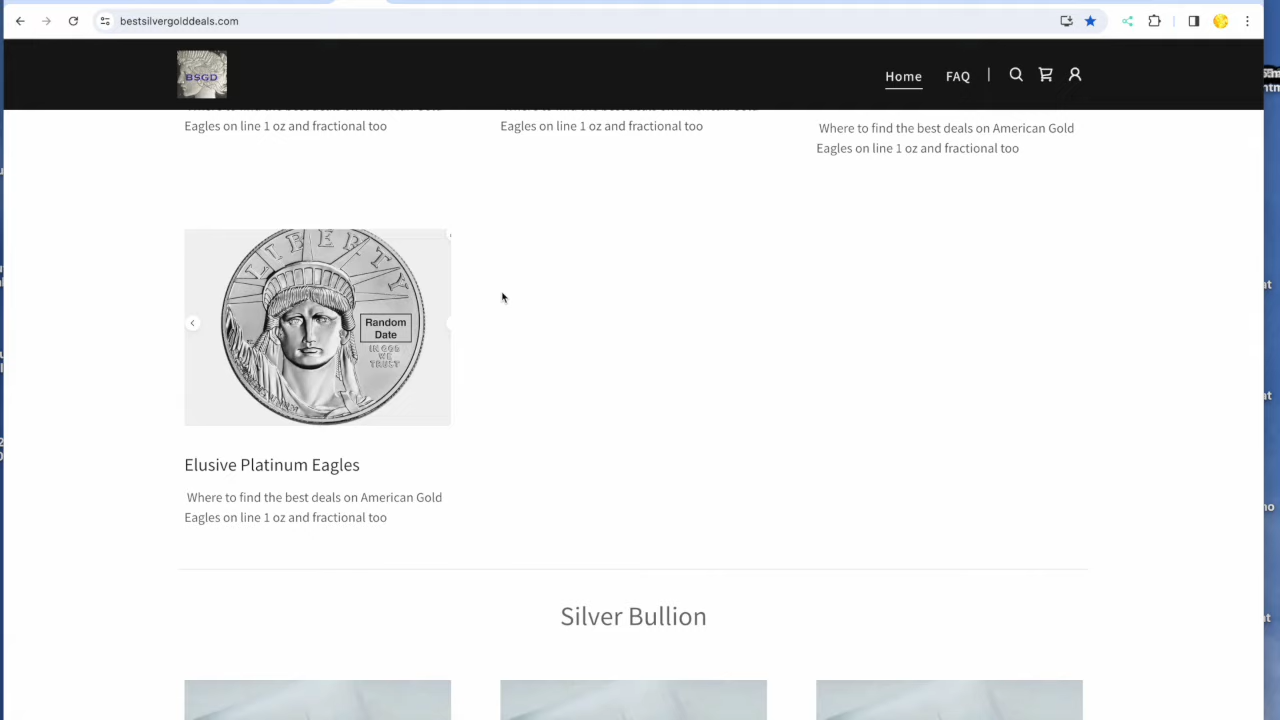 bestsilvergolddeals.com
BSGD
Home
FAQ
Eagles on line 1 oz and fractional too
Eagles on line 1 oz and fractional too
Where to find the best deals on American Gold
Eagles on line 1 oz and fractional too
LIBERTY
Random
Date
IN GOD
WE
TRUST
Elusive Platinum Eagles
Where to find the best deals on American Gold
Eagles on line 1 oz and fractional too
Silver Bullion